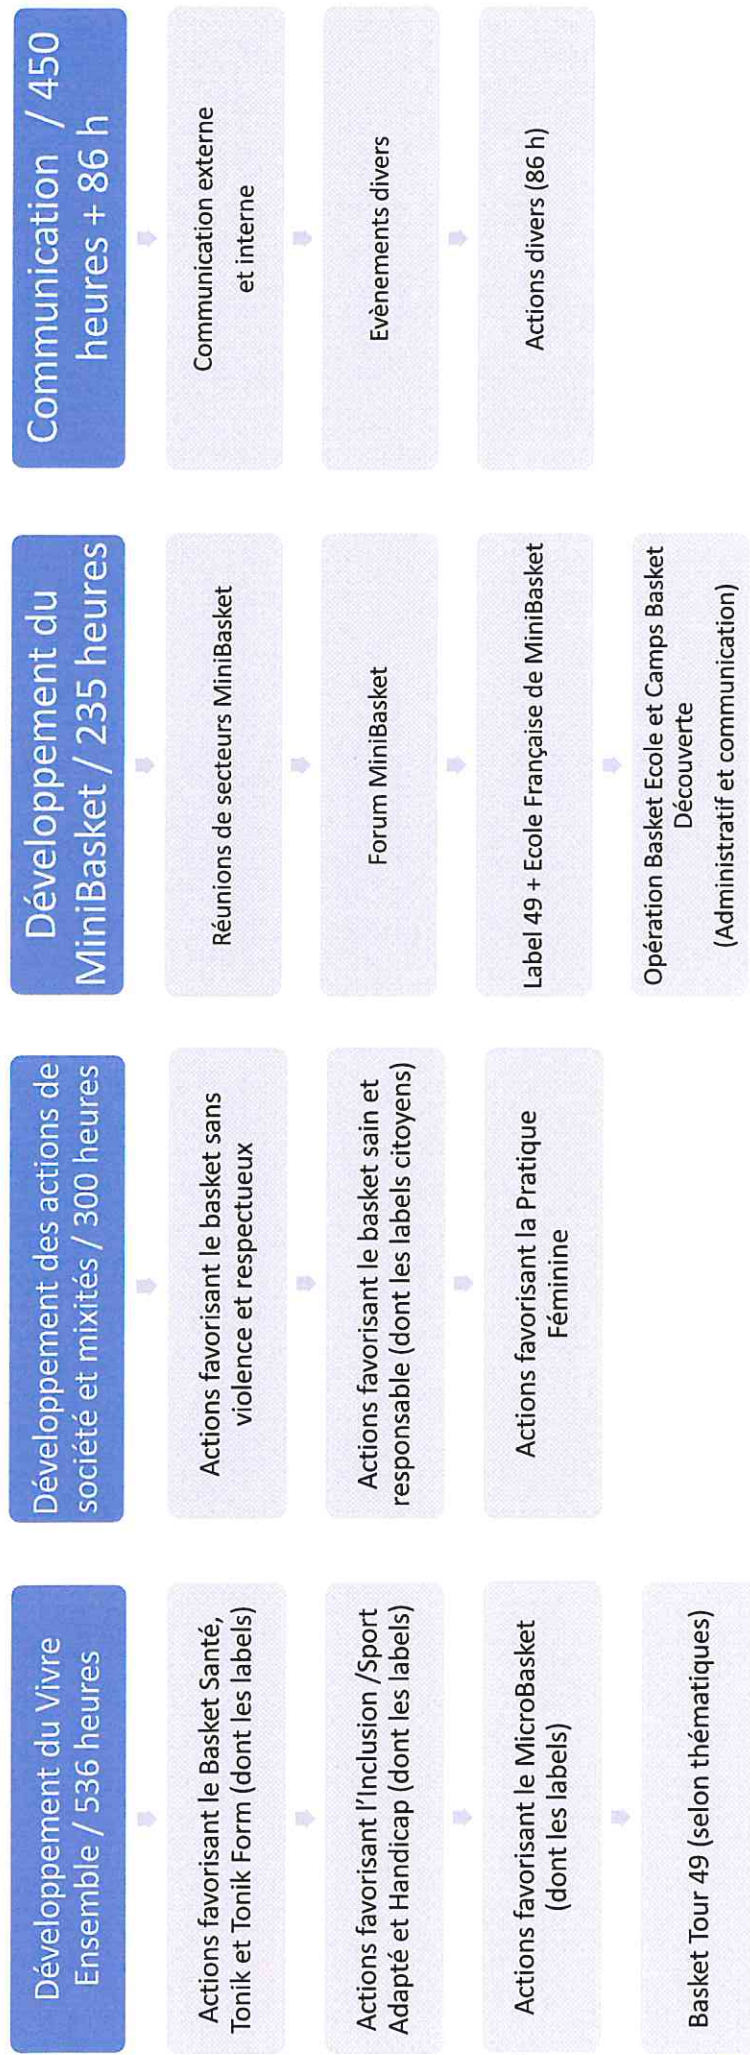 Développement du Vivre
Ensemble / 536 heures
Actions favorisant le Basket Santé,
Tonik et Tonik Form (dont les labels)
Actions favorisant l'Inclusion /Sport
Adapté et Handicap (dont les labels)
Actions favorisant le MicroBasket
(dont les labels)
Basket Tour 49 (selon thématiques)
Développement des actions de
société et mixités / 300 heures
Actions favorisant le basket sans
violence et respectueux
Actions favorisant le basket sain et
responsable (dont les labels citoyens)
Actions favorisant la Pratique
Féminine
Développement du
MiniBasket / 235 heures
Réunions de secteurs MiniBasket
Forum MiniBasket
Label 49 + Ecole Française de MiniBasket
Opération Basket Ecole et Camps Basket
Découverte
(Administratif et communication)
Communication / 450
heures + 86 h
Communication externe
et interne
Evènements divers
Actions divers (86 h)